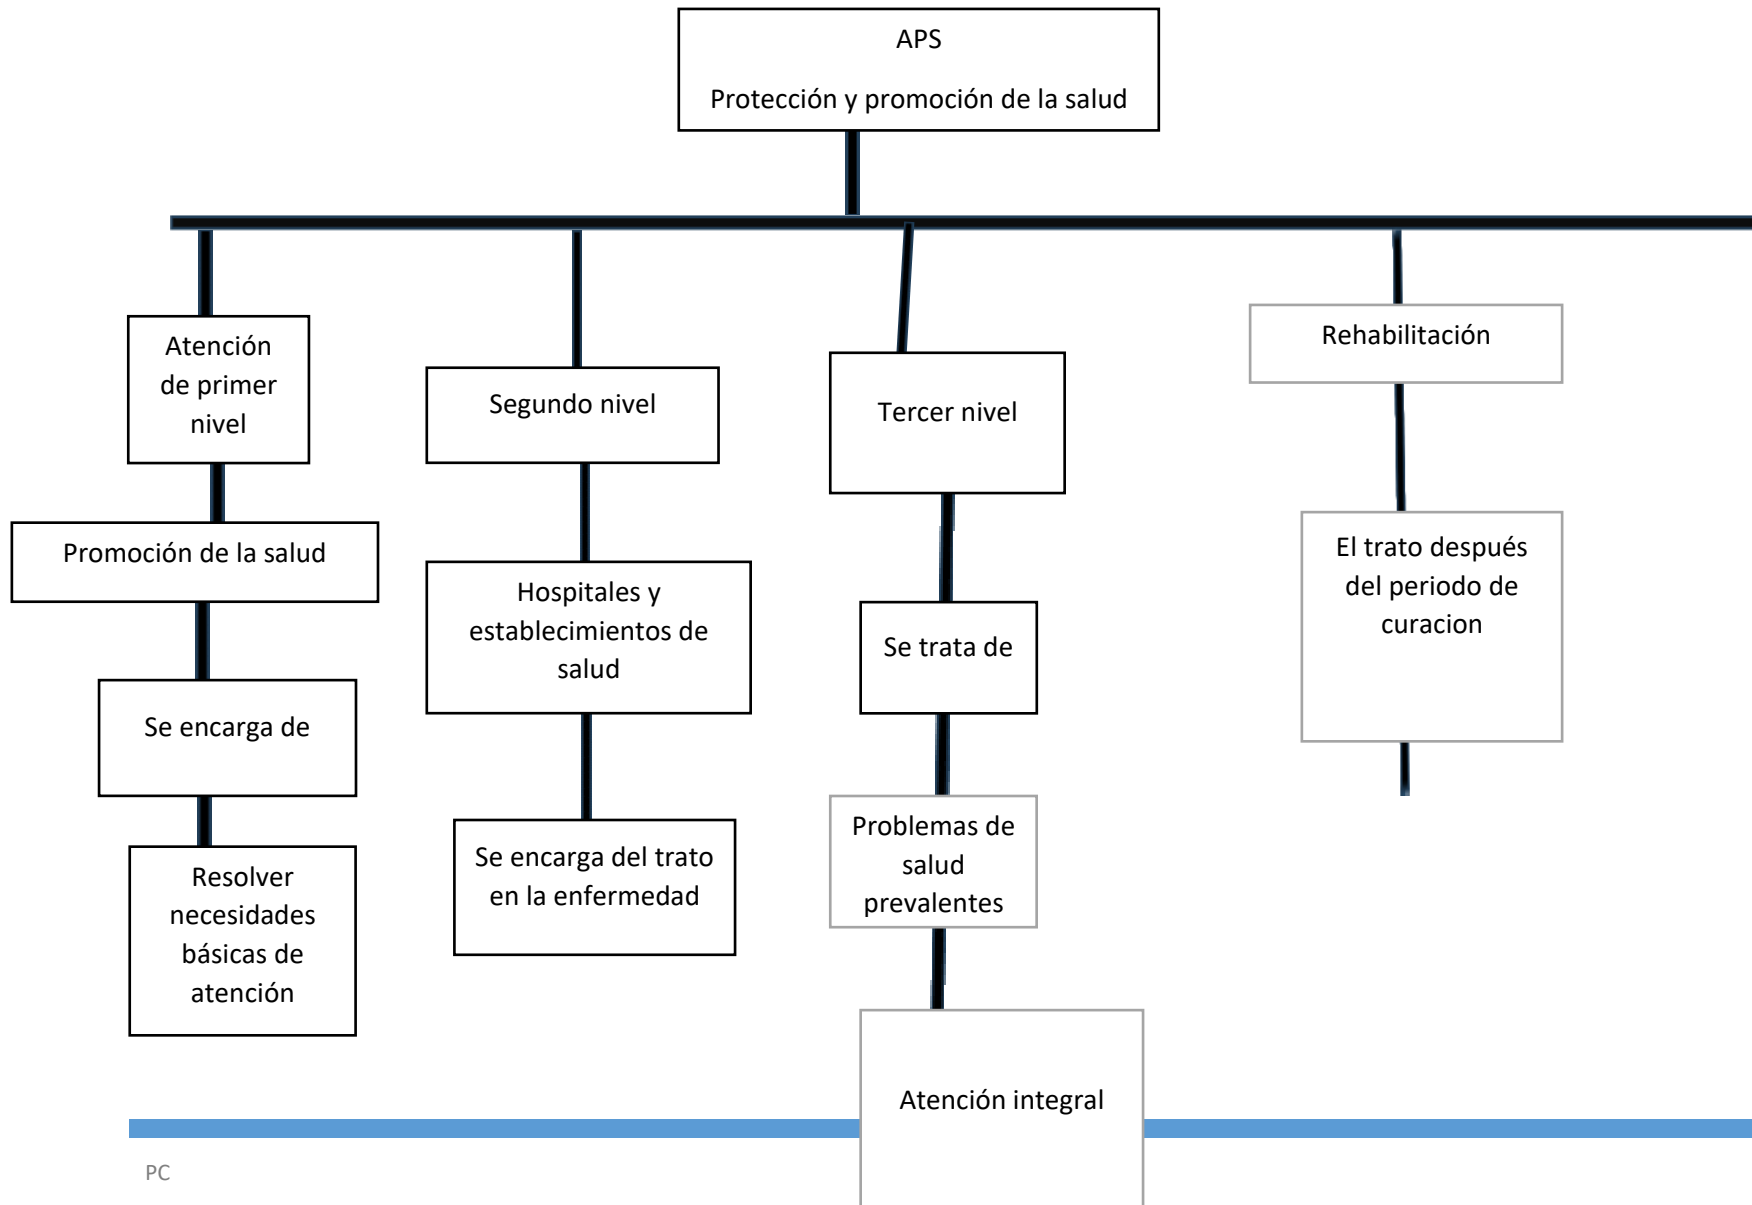 APS
Protección y promoción de la salud
Atención
de primer
nivel
Promoción de la salud
Se encarga de
Resolver
necesidades
básicas de
atención
Segundo nivel
Hospitales y
establecimientos de
salud
Se encarga del trato
en la enfermedad
Tercer nivel
Se trata de
Problemas de
salud
prevalentes
Atención integral
Rehabilitación
El trato después
del periodo de
curacion
PC